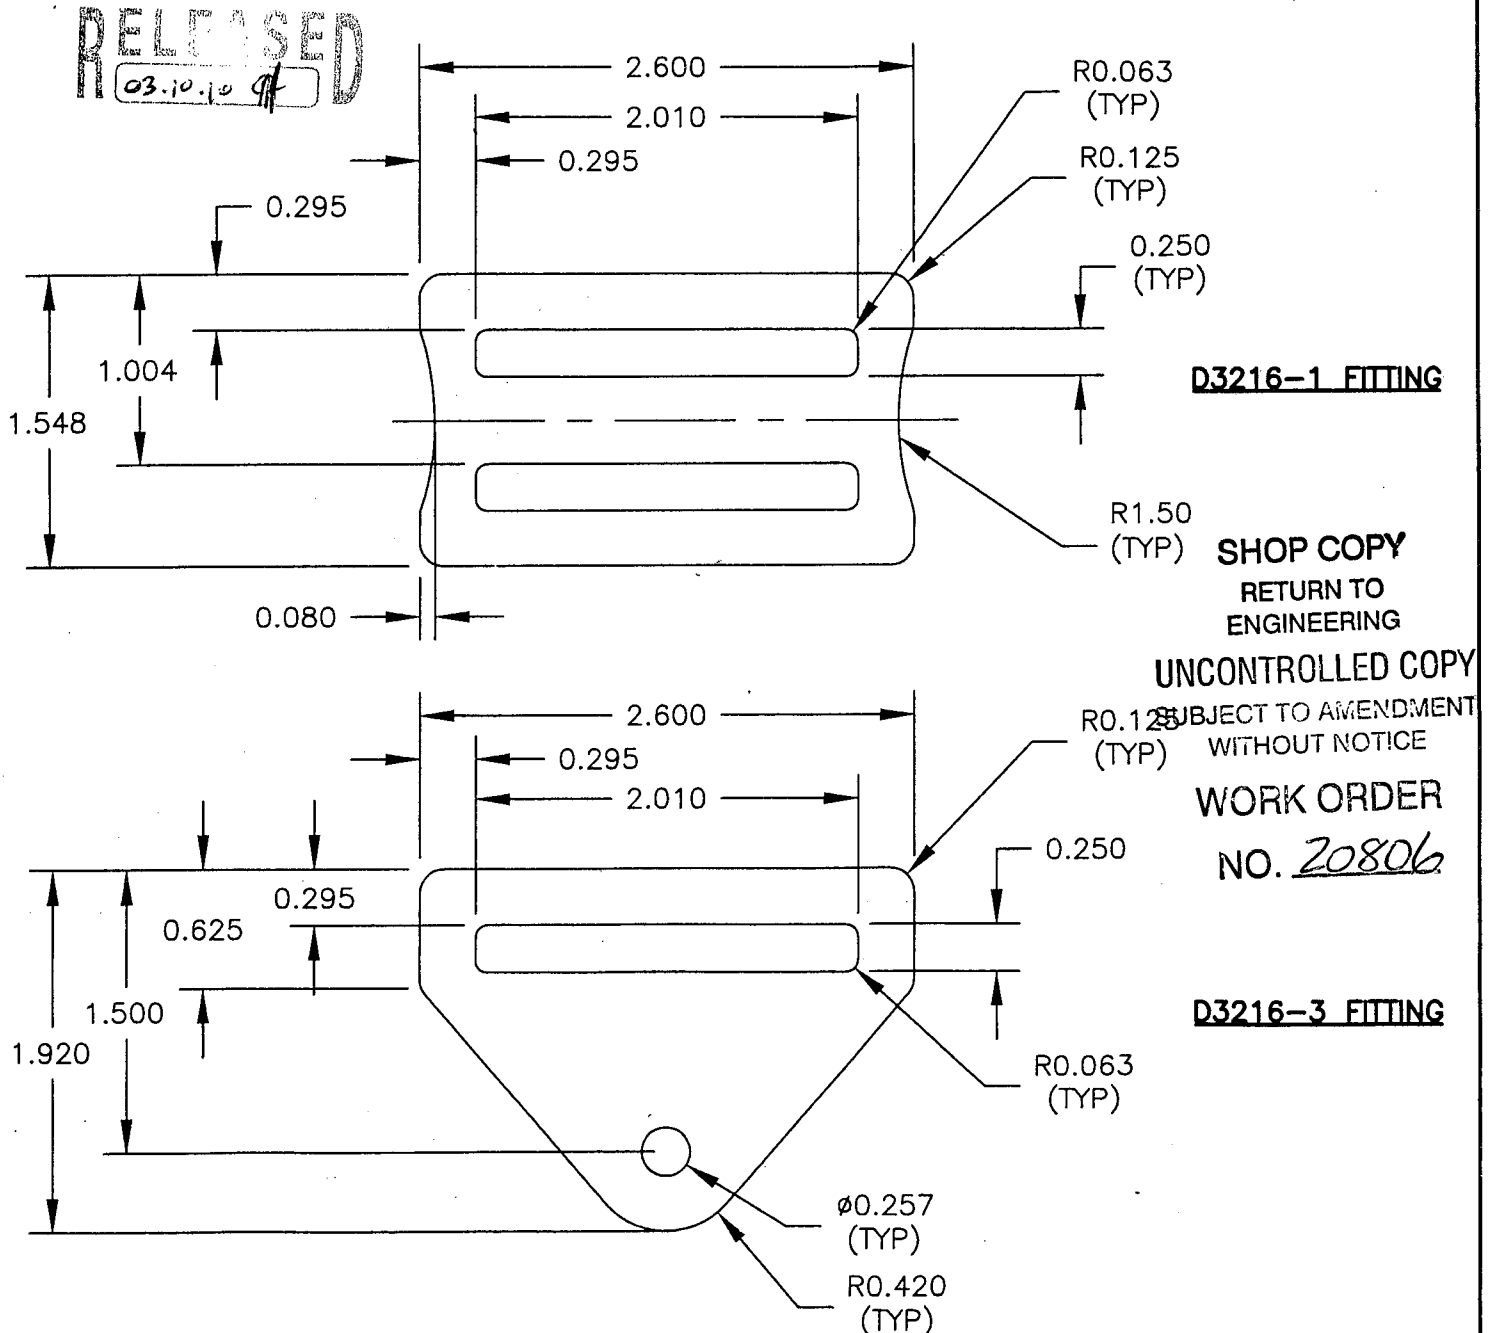 RELEASED
03.10.10
2.600
2.010
0.295
0.295
R0.063
(TYP)
R0.125
(TYP)
0.250
(TYP)
1.004
1.548
D3216-1 FITTING
R1.50
(TYP)
0.080
SHOP COPY
RETURN TO
ENGINEERING
UNCONTROLLED COPY
SUBJECT TO AMENDMENT
WITHOUT NOTICE
WORK ORDER
NO. 20806
2.600
R0.125
(TYP)
0.295
2.010
0.250
0.295
0.625
1.500
1.920
D3216-3 FITTING
R0.063
(TYP)
ø0.257
(TYP)
R0.420
(TYP)